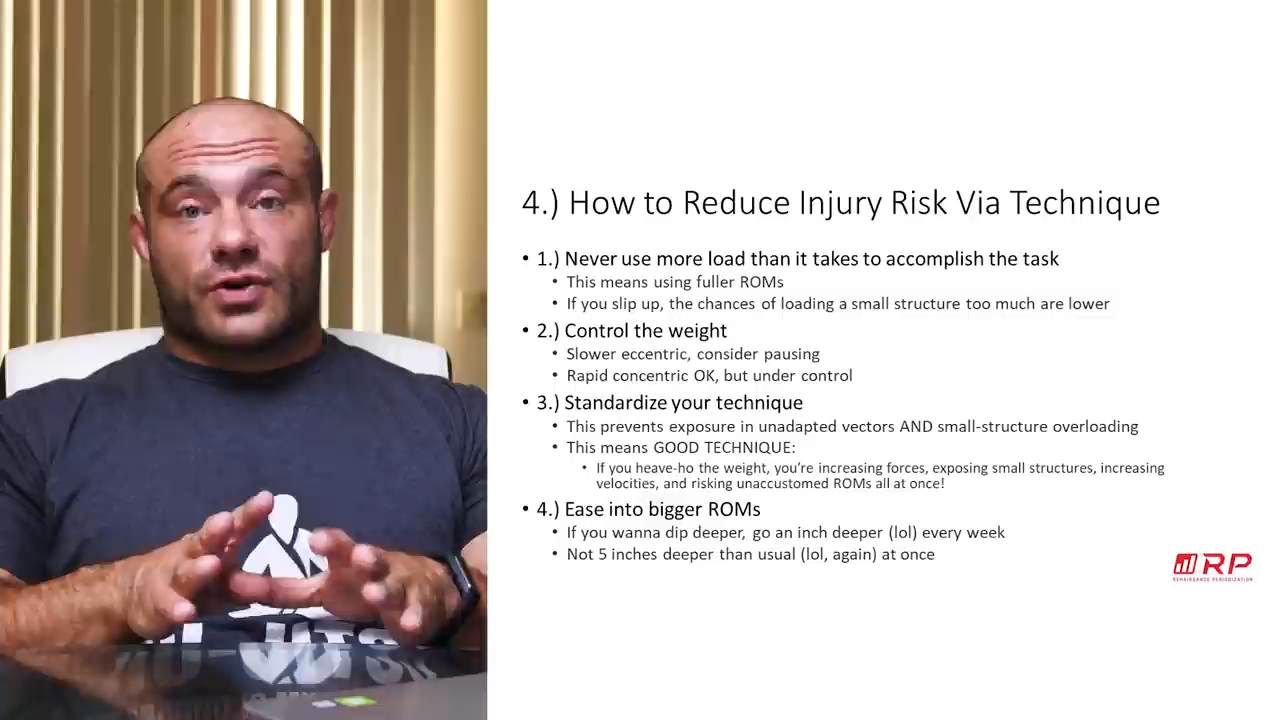 4.) How to Reduce Injury Risk Via Technique
• 1.) Never use more load than it takes to accomplish the task
• This means using fuller ROMs
• If you slip up, the chances of loading a small structure too much are lower
• 2.) Control the weight
• Slower eccentric, consider pausing
• Rapid concentric OK, but under control
• 3.) Standardize your technique
• This prevents exposure in unadapted vectors AND small-structure overloading
• This means GOOD TECHNIQUE:
• If you heave-ho the weight, you're increasing forces, exposing small structures, increasing
velocities, and risking unaccustomed ROMs all at once!
• 4.) Ease into bigger ROMs
• If you wanna dip deeper, go an inch deeper (lol) every week
• Not 5 inches deeper than usual (lol, again) at once
RP
RENAISSANCE PERIODIZATION